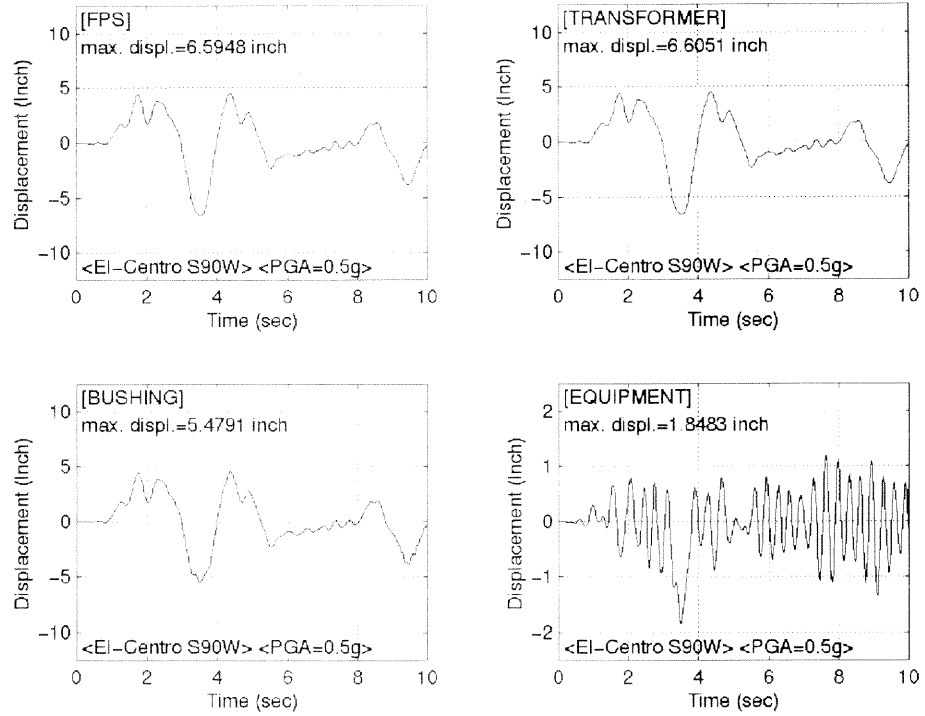 [FPS]
max. displ.=6.5948 inch
10
5
0
−5
−10
Displacement (Inch)
<El−Centro S90W> <PGA=0.5g>
0 2 4 6 8 10
Time (sec)
[TRANSFORMER]
max. displ.=6.6051 inch
10
5
0
−5
−10
Displacement (Inch)
<El−Centro S90W> <PGA=0.5g>
0 2 4 6 8 10
Time (sec)
[BUSHING]
max. displ.=5.4791 inch
10
5
0
−5
−10
Displacement (Inch)
<El−Centro S90W> <PGA=0.5g>
0 2 4 6 8 10
Time (sec)
[EQUIPMENT]
max. displ.=1.8483 inch
2
1
0
−1
−2
Displacement (Inch)
<El−Centro S90W> <PGA=0.5g>
0 2 4 6 8 10
Time (sec)